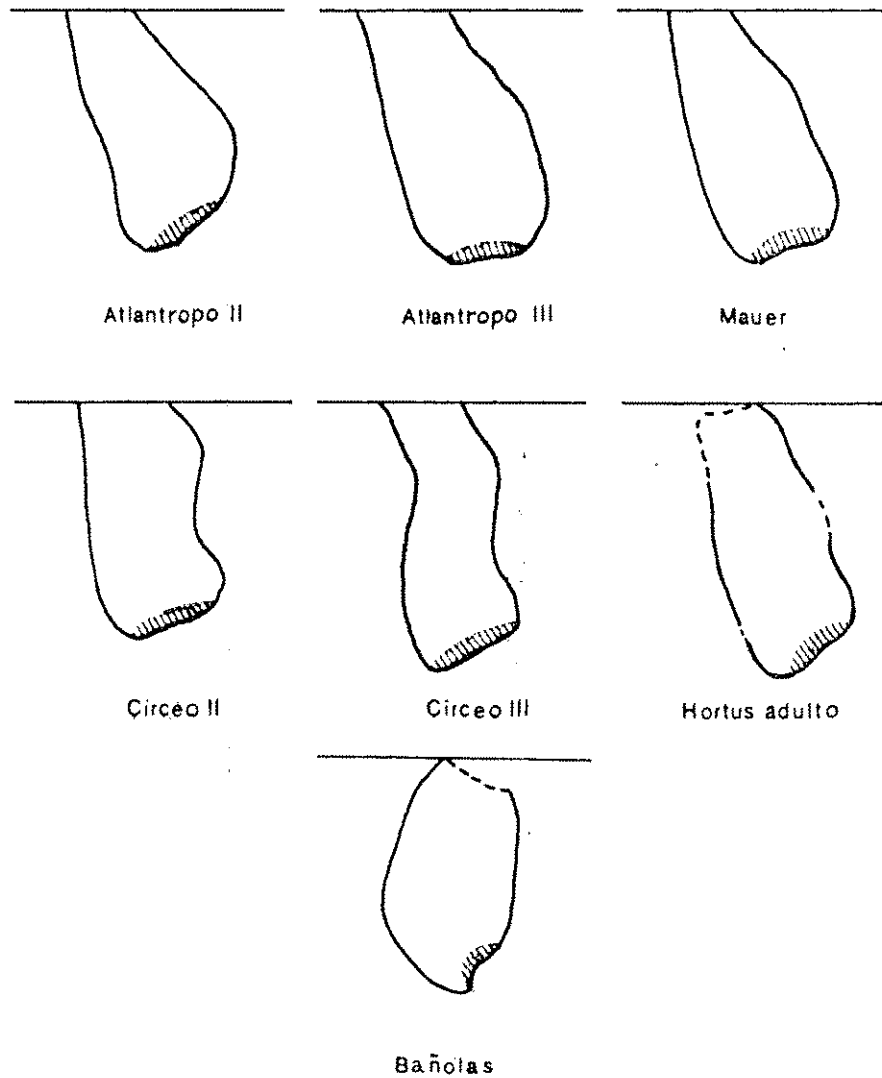 Atlantropo II
Atlantropo III
Mauer
Circeo II
Circeo III
Hortus adulto
Bañolas